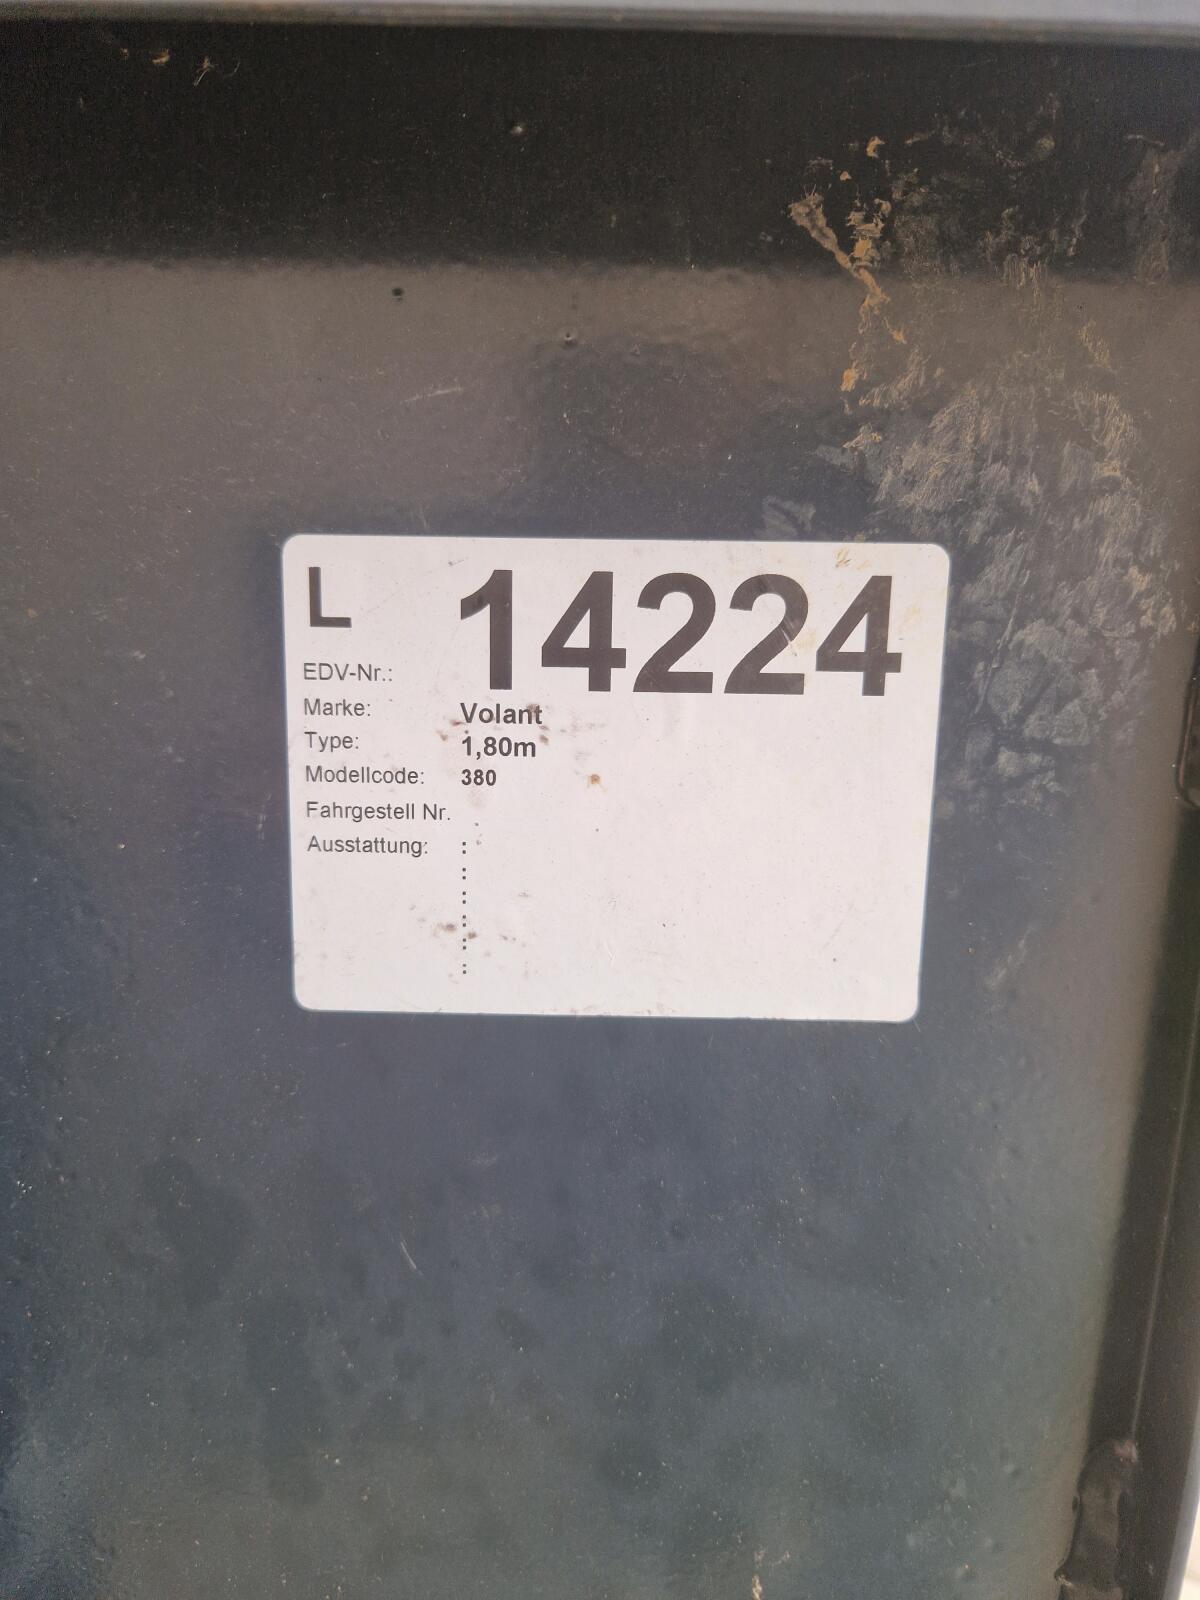 L 14224
EDV-Nr.:
Marke: Volant
Type: 1,80m
Modellcode: 380
Fahrgestell Nr.
Ausstattung: :
:
:
:
:
: